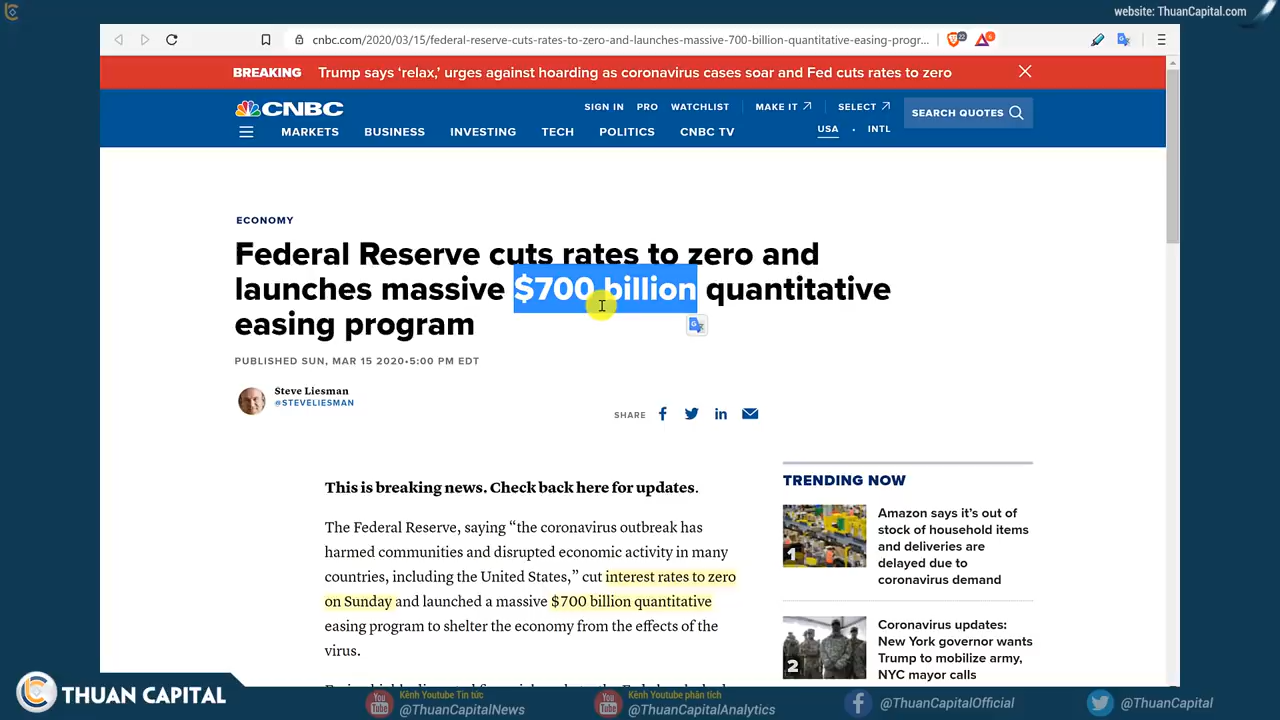 website: ThuanCapital.com
cnbc.com/2020/03/15/federal-reserve-cuts-rates-to-zero-and-launches-massive-700-billion-quantitative-easing-progr...
BREAKING Trump says ‘relax,’ urges against hoarding as coronavirus cases soar and Fed cuts rates to zero
CNBC
SIGN IN PRO WATCHLIST MAKE IT SELECT
SEARCH QUOTES
MARKETS BUSINESS INVESTING TECH POLITICS CNBC TV
USA · INTL
ECONOMY
Federal Reserve cuts rates to zero and
launches massive $700 billion quantitative
easing program
PUBLISHED SUN, MAR 15 2020•5:00 PM EDT
Steve Liesman
@STEVELIESMAN
SHARE
This is breaking news. Check back here for updates.
The Federal Reserve, saying “the coronavirus outbreak has
harmed communities and disrupted economic activity in many
countries, including the United States,” cut interest rates to zero
on Sunday and launched a massive $700 billion quantitative
easing program to shelter the economy from the effects of the
virus.
TRENDING NOW
1
Amazon says it’s out of
stock of household items
and deliveries are
delayed due to
coronavirus demand
2
Coronavirus updates:
New York governor wants
Trump to mobilize army,
NYC mayor calls
THUAN CAPITAL
Kênh Youtube Tin tức
@ThuanCapitalNews
Kênh Youtube phân tích
@ThuanCapitalAnalytics
@ThuanCapitalOfficial
@ThuanCapital